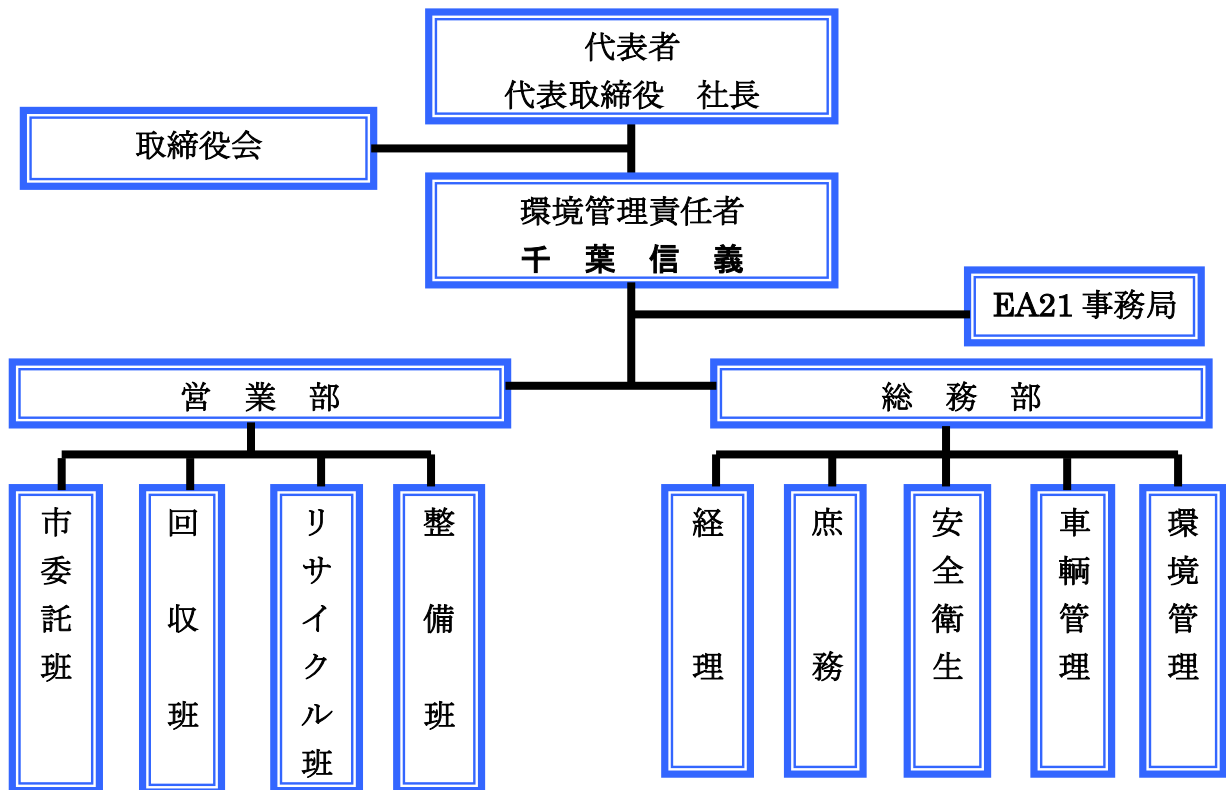 代表者
代表取締役　社長
取締役会
環境管理責任者
千　葉　信　義
EA21 事務局
営　業　部
総　務　部
市委託班
回収班
リサイクル班
整備班
経理
庶務
安全衛生
車輌管理
環境管理